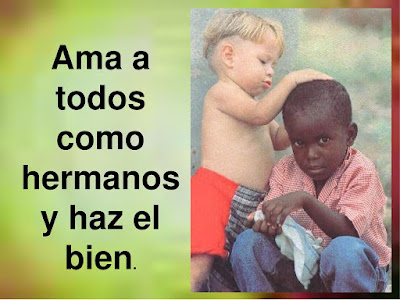 Ama a
todos
como
hermanos
y haz el
bien.